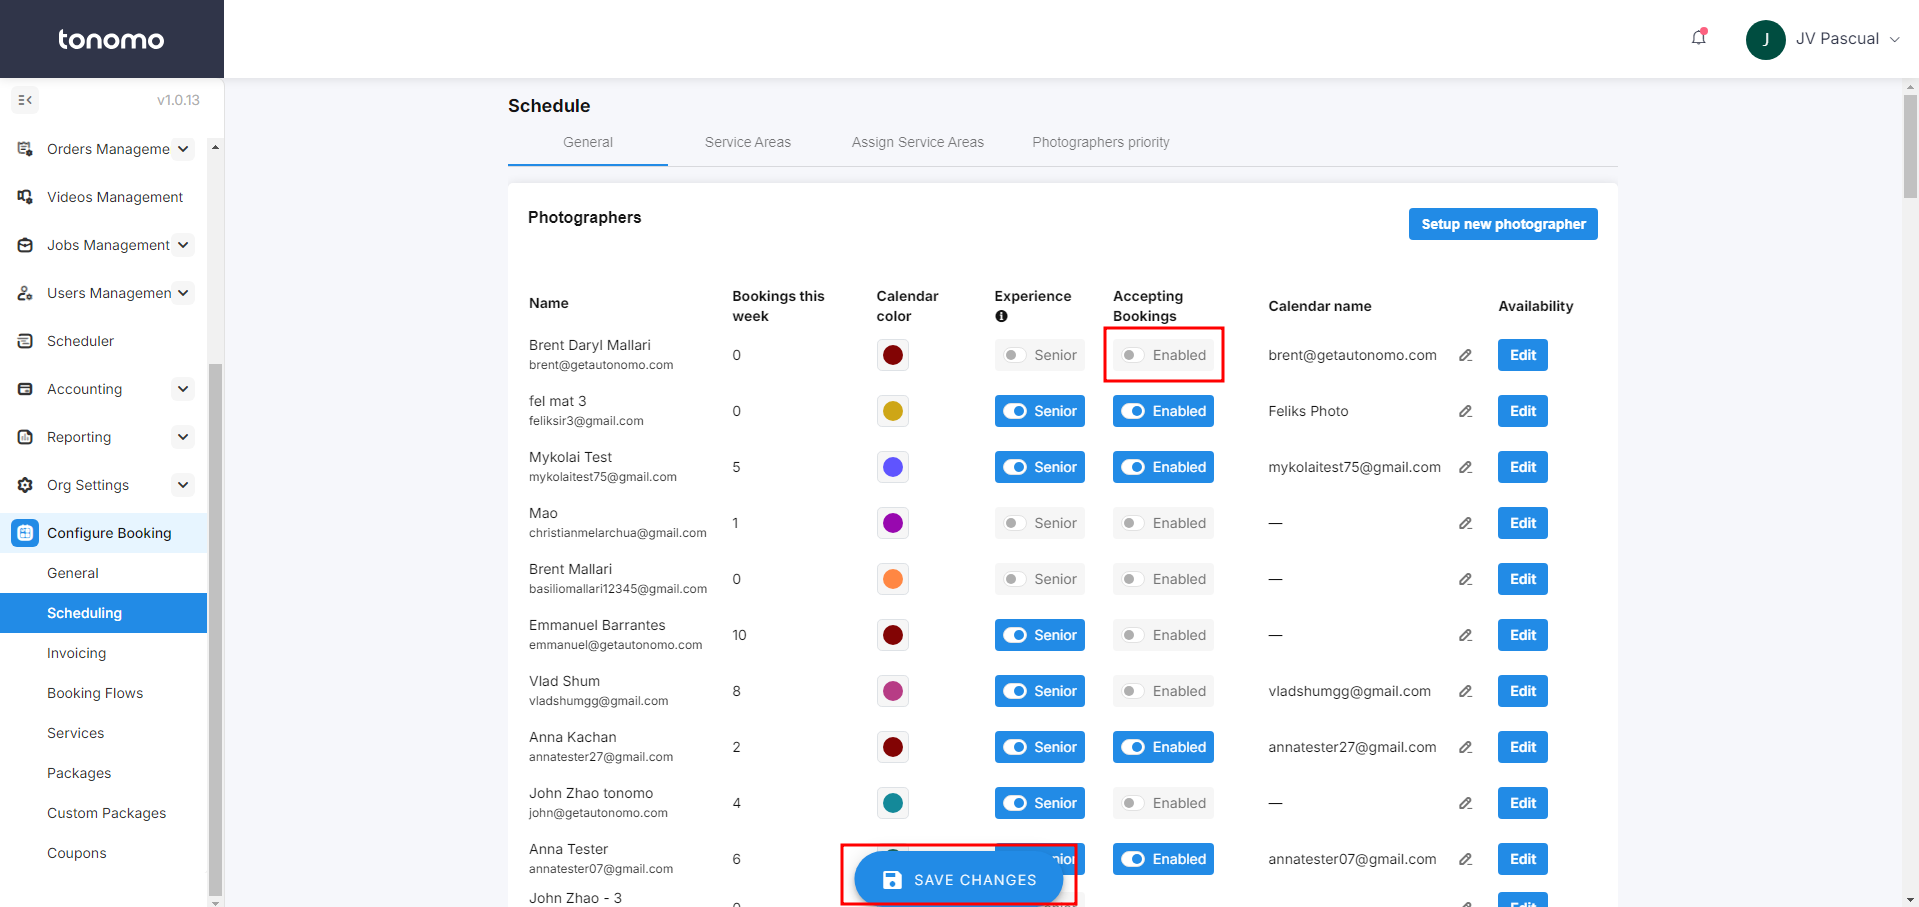 tonomo
J
JV Pascual
v1.0.13
Orders Manageme
Videos Management
Jobs Management
Users Managemen
Scheduler
Accounting
Reporting
Org Settings
Configure Booking
General
Scheduling
Invoicing
Booking Flows
Services
Packages
Custom Packages
Coupons
Schedule
General Service Areas Assign Service Areas Photographers priority
Photographers
Setup new photographer
Name Bookings this week Calendar color Experience Accepting Bookings Calendar name Availability
Brent Daryl Mallari
brent@getautonomo.com 0 Senior Enabled brent@getautonomo.com Edit
fel mat 3
feliksir3@gmail.com 0 Senior Enabled Feliks Photo Edit
Mykolai Test
mykolaitest75@gmail.com 5 Senior Enabled mykolaitest75@gmail.com Edit
Mao
christianmelarchua@gmail.com 1 Senior Enabled — Edit
Brent Mallari
basiliomallari12345@gmail.com 0 Senior Enabled — Edit
Emmanuel Barrantes
emmanuel@getautonomo.com 10 Senior Enabled — Edit
Vlad Shum
vladshumgg@gmail.com 8 Senior Enabled vladshumgg@gmail.com Edit
Anna Kachan
annatester27@gmail.com 2 Senior Enabled annatester27@gmail.com Edit
John Zhao tonomo
john@getautonomo.com 4 Senior Enabled — Edit
Anna Tester
annatester07@gmail.com 6 nior Enabled annatester07@gmail.com Edit
SAVE CHANGES
John Zhao - 3
Edit